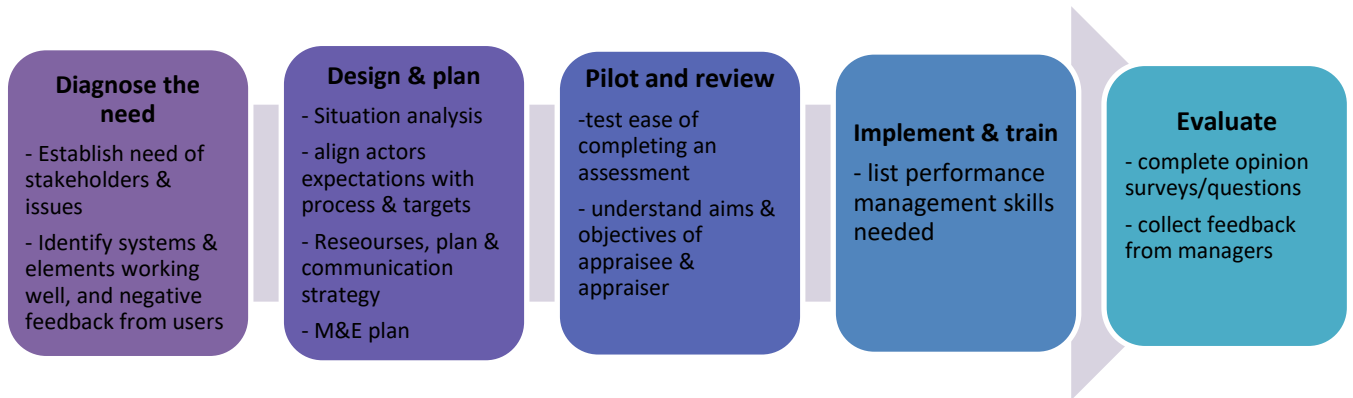 Diagnose the
need
- Establish need of
stakeholders &
issues
- Identify systems &
elements working
well, and negative
feedback from users
Design & plan
- Situation analysis
- align actors
expectations with
process & targets
- Reseourses, plan &
communication
strategy
- M&E plan
Pilot and review
-test ease of
completing an
assessment
- understand aims &
objectives of
appraisee &
appraiser
Implement & train
- list performance
management skills
needed
Evaluate
- complete opinion
surveys/questions
- collect feedback
from managers